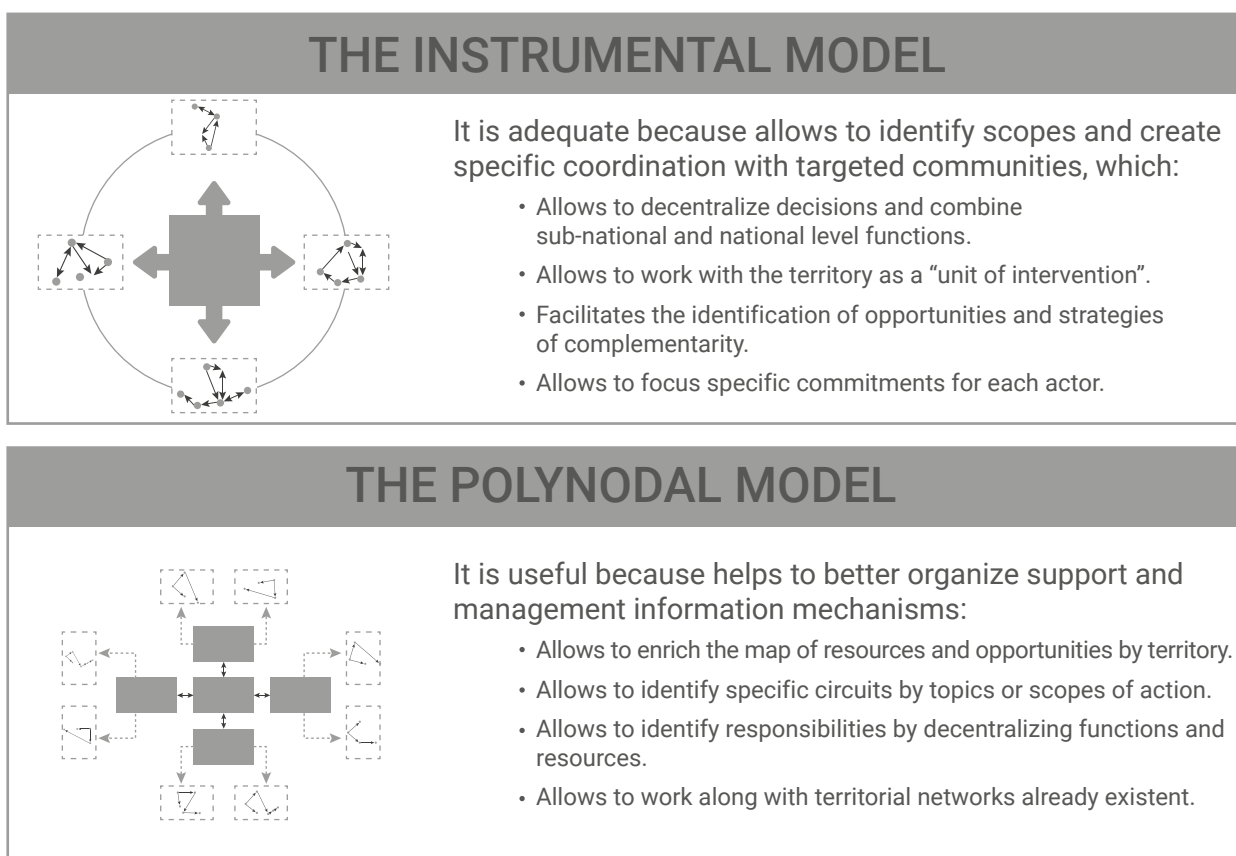 THE INSTRUMENTAL MODEL
It is adequate because allows to identify scopes and create
specific coordination with targeted communities, which:
• Allows to decentralize decisions and combine
sub-national and national level functions.
• Allows to work with the territory as a “unit of intervention”.
• Facilitates the identification of opportunities and strategies
of complementarity.
• Allows to focus specific commitments for each actor.
THE POLYNODAL MODEL
It is useful because helps to better organize support and
management information mechanisms:
• Allows to enrich the map of resources and opportunities by territory.
• Allows to identify specific circuits by topics or scopes of action.
• Allows to identify responsibilities by decentralizing functions and
resources.
• Allows to work along with territorial networks already existent.